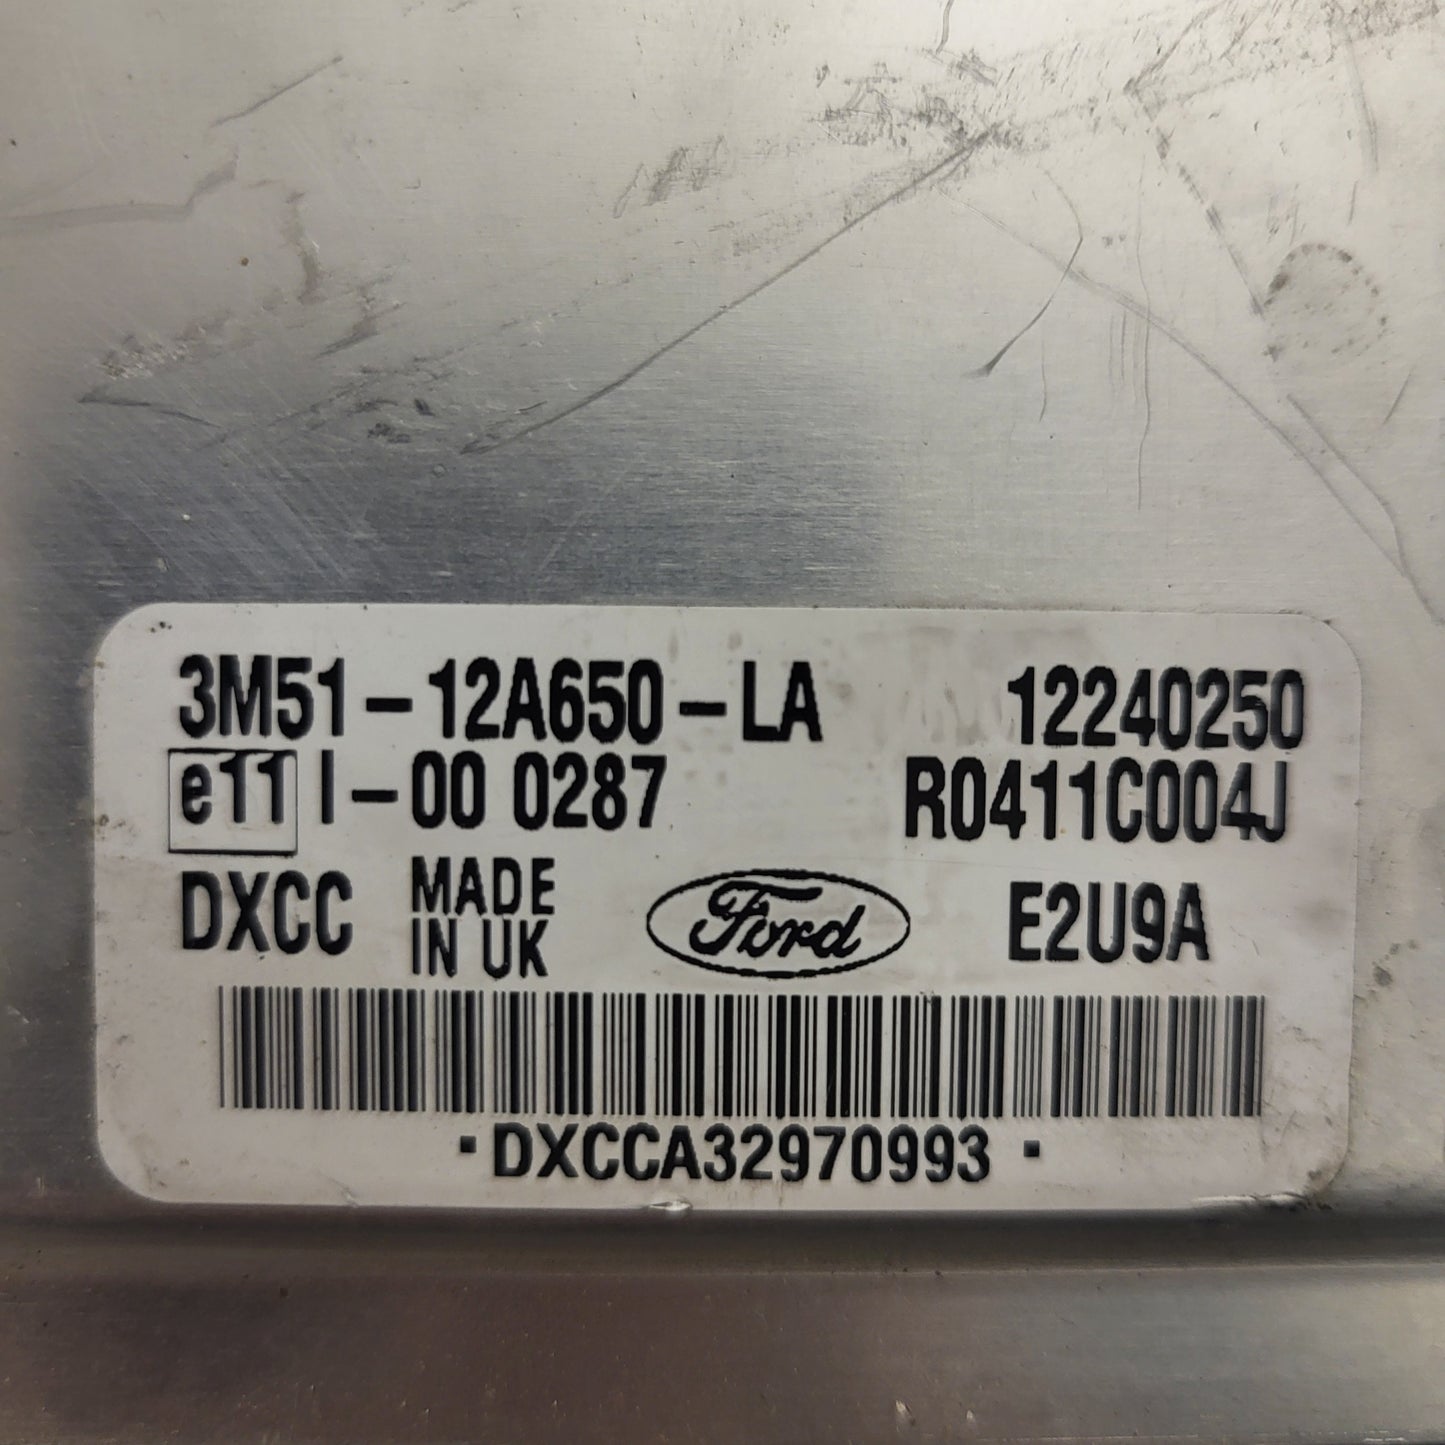 3M51-12A650-LA 12240250
e11 I-00 0287 R0411C004J
DXCC MADE IN UK Ford E2U9A
·DXCCA32970993·